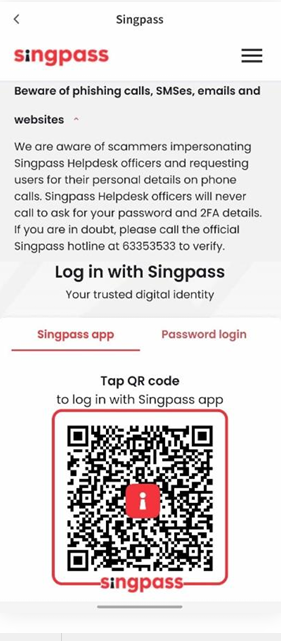 Singpass
singpass
Beware of phishing calls, SMSes, emails and
websites
We are aware of scammers impersonating
Singpass Helpdesk officers and requesting
users for their personal details on phone
calls. Singpass Helpdesk officers will never
call to ask for your password and 2FA details.
If you are in doubt, please call the official
Singpass hotline at 63353533 to verify.
Log in with Singpass
Your trusted digital identity
Singpass app
Password login
Tap QR code
to log in with Singpass app
singpass